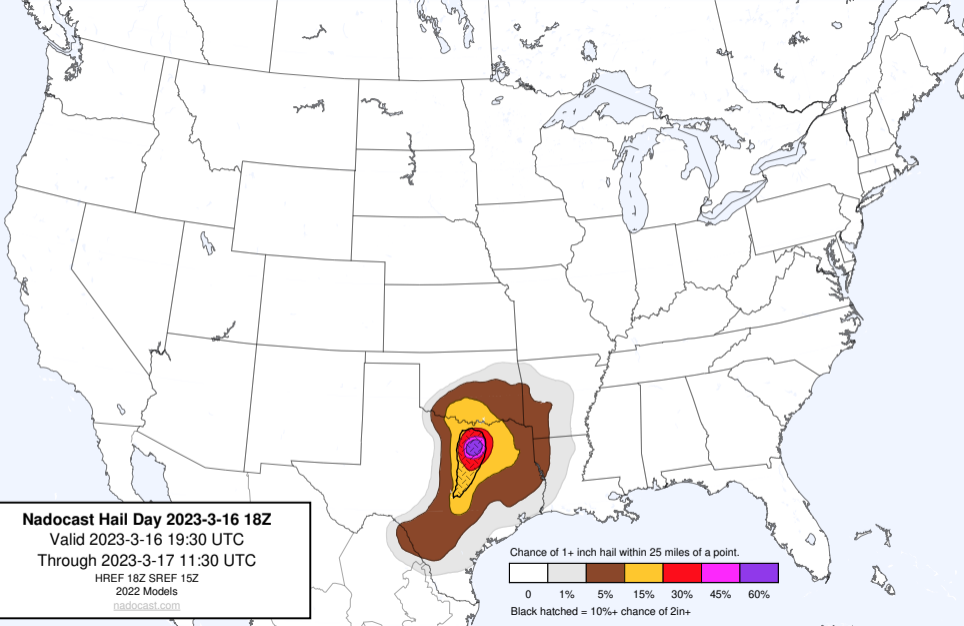 Nadocast Hail Day 2023-3-16 18Z
Valid 2023-3-16 19:30 UTC
Through 2023-3-17 11:30 UTC
HREF 18Z SREF 15Z
2022 Models
nadocast.com
Chance of 1+ inch hail within 25 miles of a point.
0 1% 5% 15% 30% 45% 60%
Black hatched = 10%+ chance of 2in+